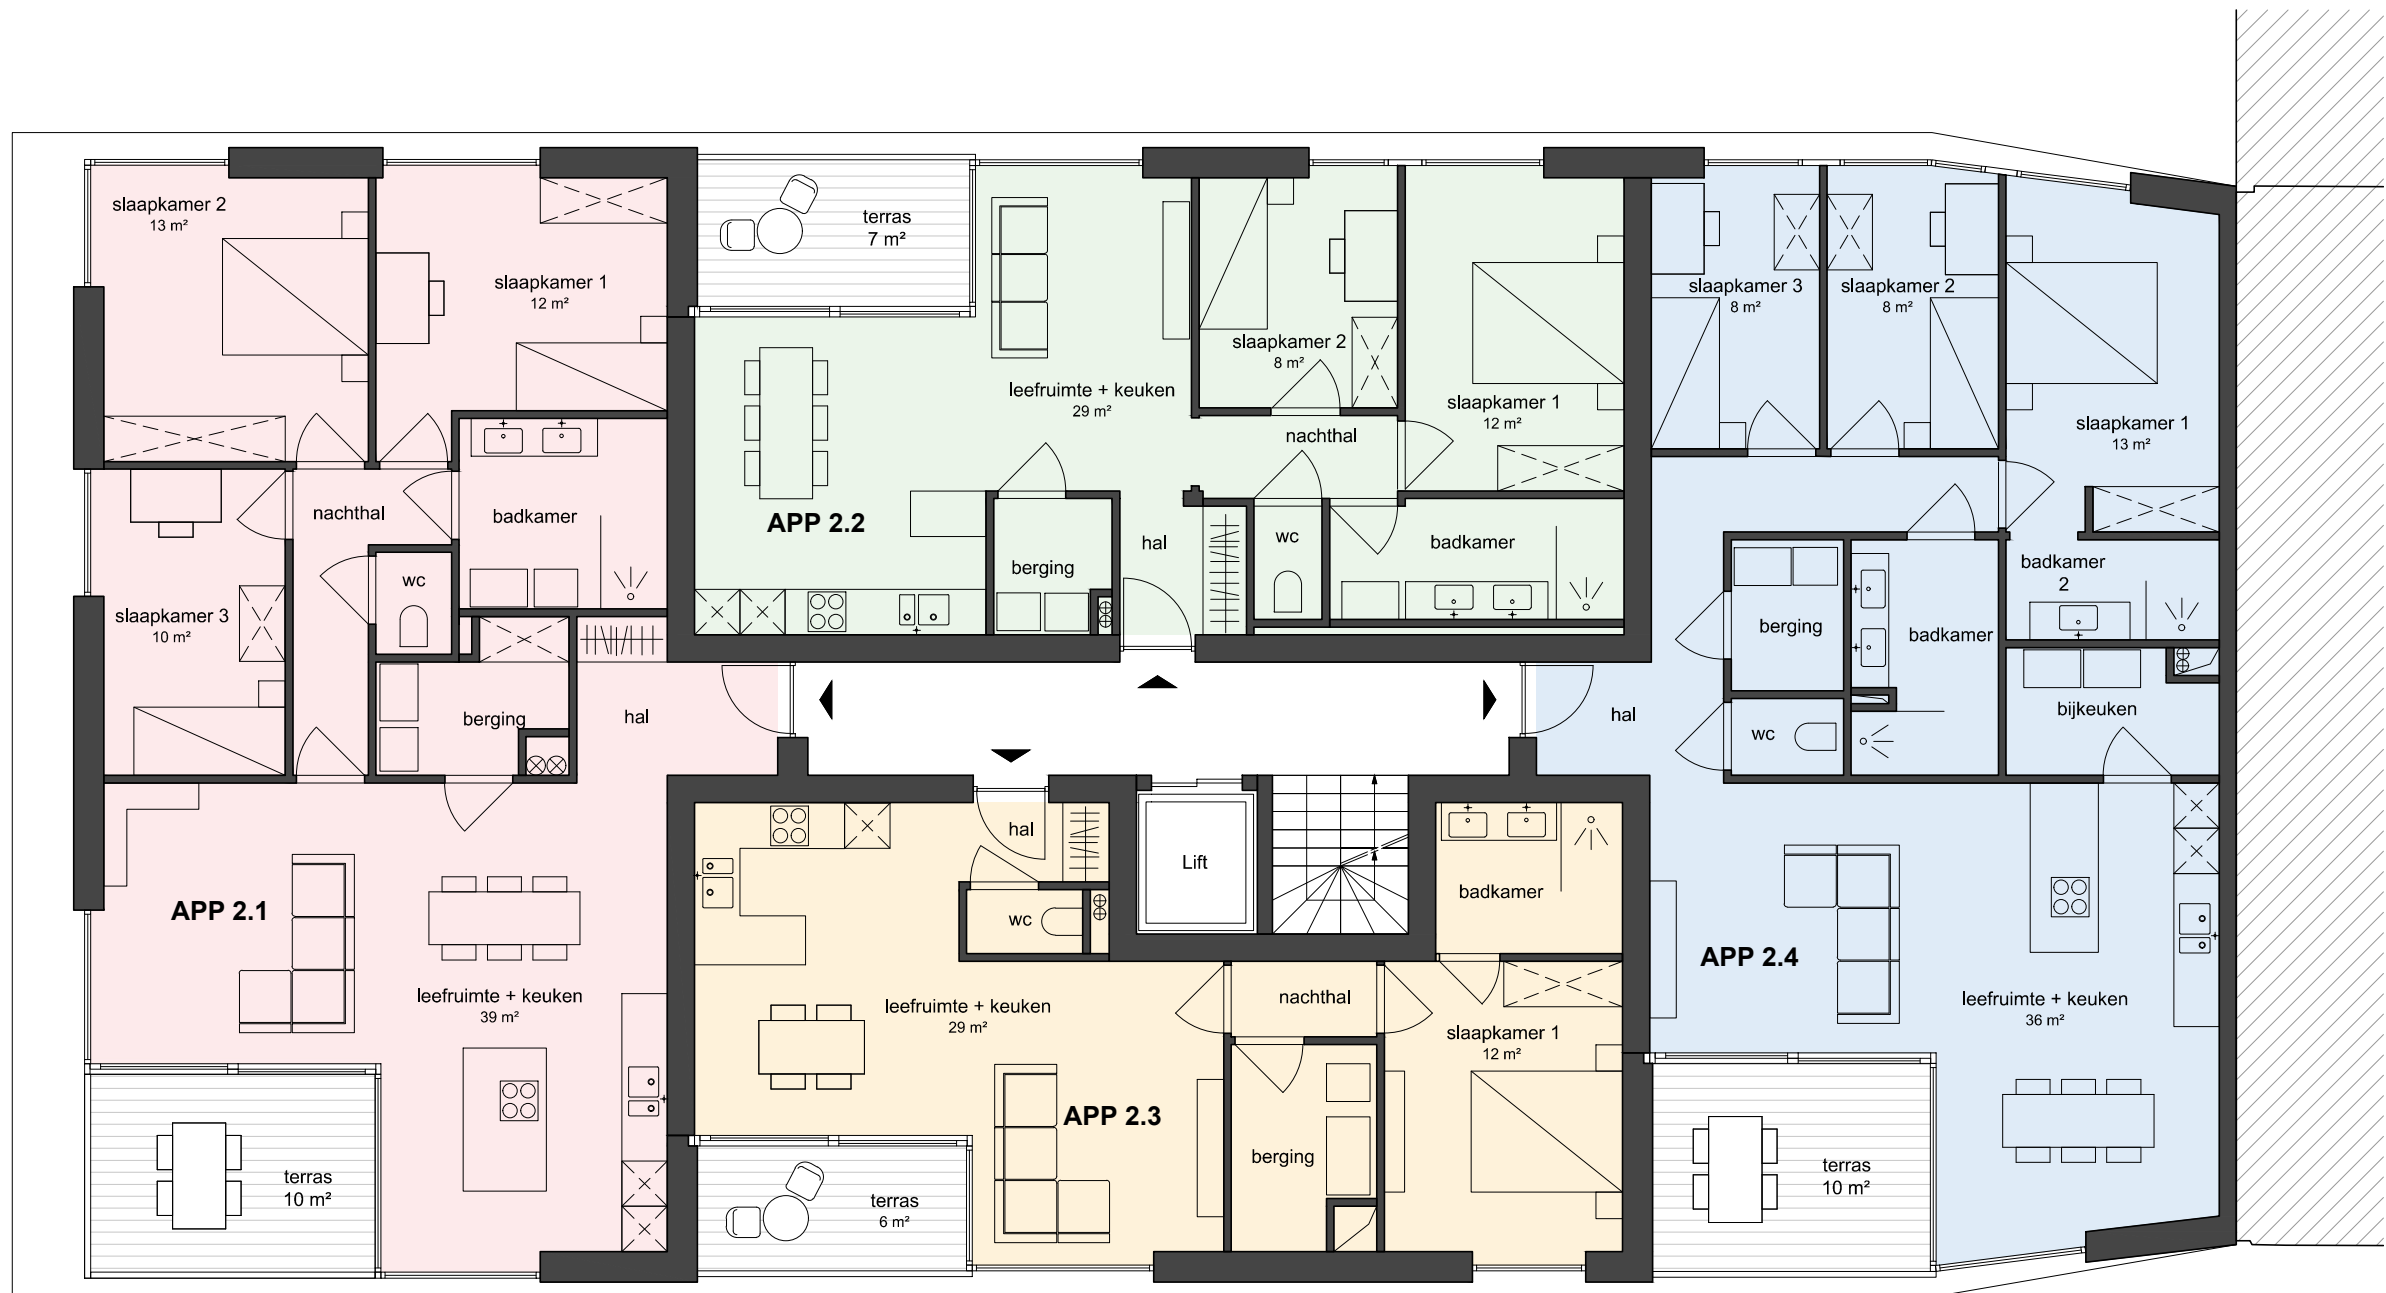 slaapkamer 2
13 m²
slaapkamer 1
12 m²
nachthal
badkamer
wc
slaapkamer 3
10 m²
berging
hal
APP 2.1
leefruimte + keuken
39 m²
terras
10 m²
terras
7 m²
slaapkamer 2
8 m²
leefruimte + keuken
29 m²
slaapkamer 1
12 m²
nachthal
APP 2.2
hal
wc
badkamer
berging
hal
Lift
wc
badkamer
leefruimte + keuken
29 m²
nachthal
slaapkamer 1
12 m²
APP 2.3
berging
terras
6 m²
slaapkamer 3
8 m²
slaapkamer 2
8 m²
slaapkamer 1
13 m²
badkamer
2
berging
badkamer
hal
wc
bijkeuken
APP 2.4
leefruimte + keuken
36 m²
terras
10 m²